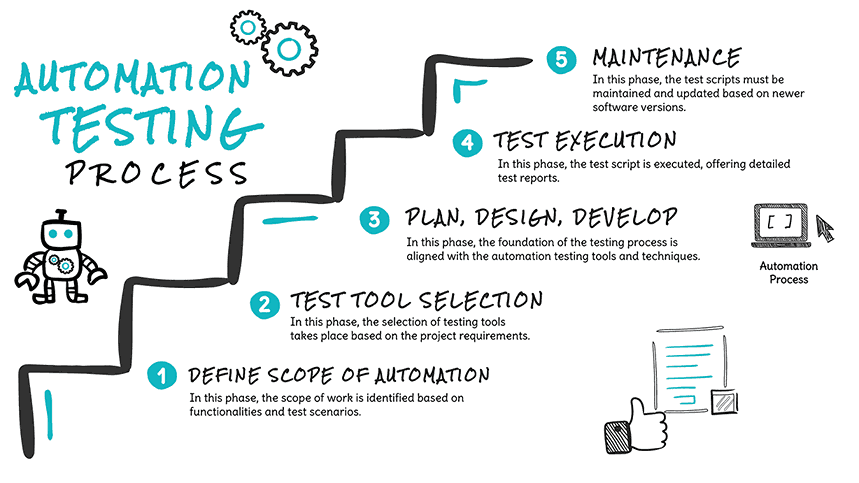 AUTOMATION
TESTING
PROCESS
5 MAINTENANCE
In this phase, the test scripts must be
maintained and updated based on newer
software versions.
4 TEST EXECUTION
In this phase, the test script is executed, offering detailed
test reports.
3 PLAN, DESIGN, DEVELOP
In this phase, the foundation of the testing process is
aligned with the automation testing tools and techniques.
[ ]
Automation
Process
2 TEST TOOL SELECTION
In this phase, the selection of testing tools
takes place based on the project requirements.
1 DEFINE SCOPE OF AUTOMATION
In this phase, the scope of work is identified based on
functionalities and test scenarios.